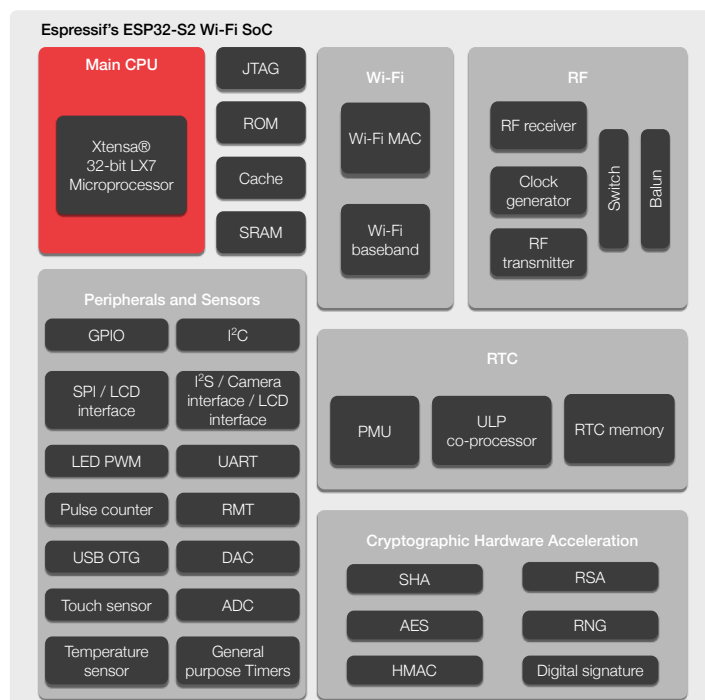 Espressif's ESP32-S2 Wi-Fi SoC
Main CPU
Xtensa®
32-bit LX7
Microprocessor
JTAG
ROM
Cache
SRAM
Wi-Fi
Wi-Fi MAC
Wi-Fi
baseband
RF
RF receiver
Clock
generator
RF
transmitter
Switch
Balun
Peripherals and Sensors
GPIO
I²C
SPI / LCD
interface
I²S / Camera
interface / LCD
interface
LED PWM
UART
Pulse counter
RMT
USB OTG
DAC
Touch sensor
ADC
Temperature
sensor
General
purpose Timers
RTC
PMU
ULP
co-processor
RTC memory
Cryptographic Hardware Acceleration
SHA
RSA
AES
RNG
HMAC
Digital signature